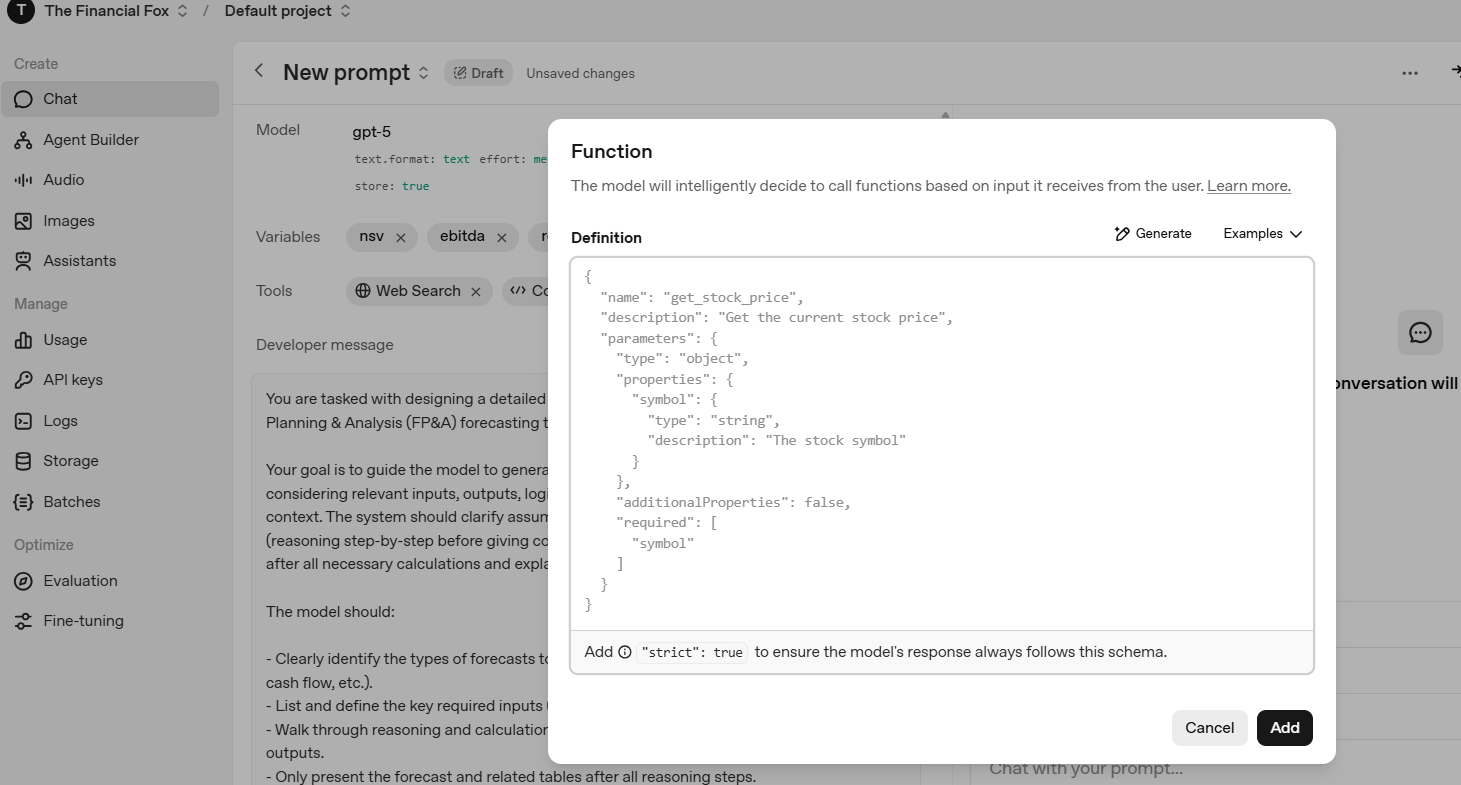 T The Financial Fox / Default project
Create
Chat
Agent Builder
Audio
Images
Assistants
Manage
Usage
API keys
Logs
Storage
Batches
Optimize
Evaluation
Fine-tuning
New prompt Draft Unsaved changes
Model gpt-5
text.format: text effort: me
store: true
Variables nsv ebitda r
Tools Web Search Co
Developer message
You are tasked with designing a detailed
Planning & Analysis (FP&A) forecasting t
Your goal is to guide the model to genera
considering relevant inputs, outputs, logi
context. The system should clarify assum
(reasoning step-by-step before giving co
after all necessary calculations and expla
The model should:
- Clearly identify the types of forecasts to
cash flow, etc.).
- List and define the key required inputs
- Walk through reasoning and calculation
outputs.
- Only present the forecast and related tables after all reasoning steps.
Function
The model will intelligently decide to call functions based on input it receives from the user. Learn more.
Definition Generate Examples
{
"name": "get_stock_price",
"description": "Get the current stock price",
"parameters": {
"type": "object",
"properties": {
"symbol": {
"type": "string",
"description": "The stock symbol"
}
},
"additionalProperties": false,
"required": [
"symbol"
]
}
}
Add "strict": true to ensure the model's response always follows this schema.
Cancel Add
onversation will
Chat with your prompt...